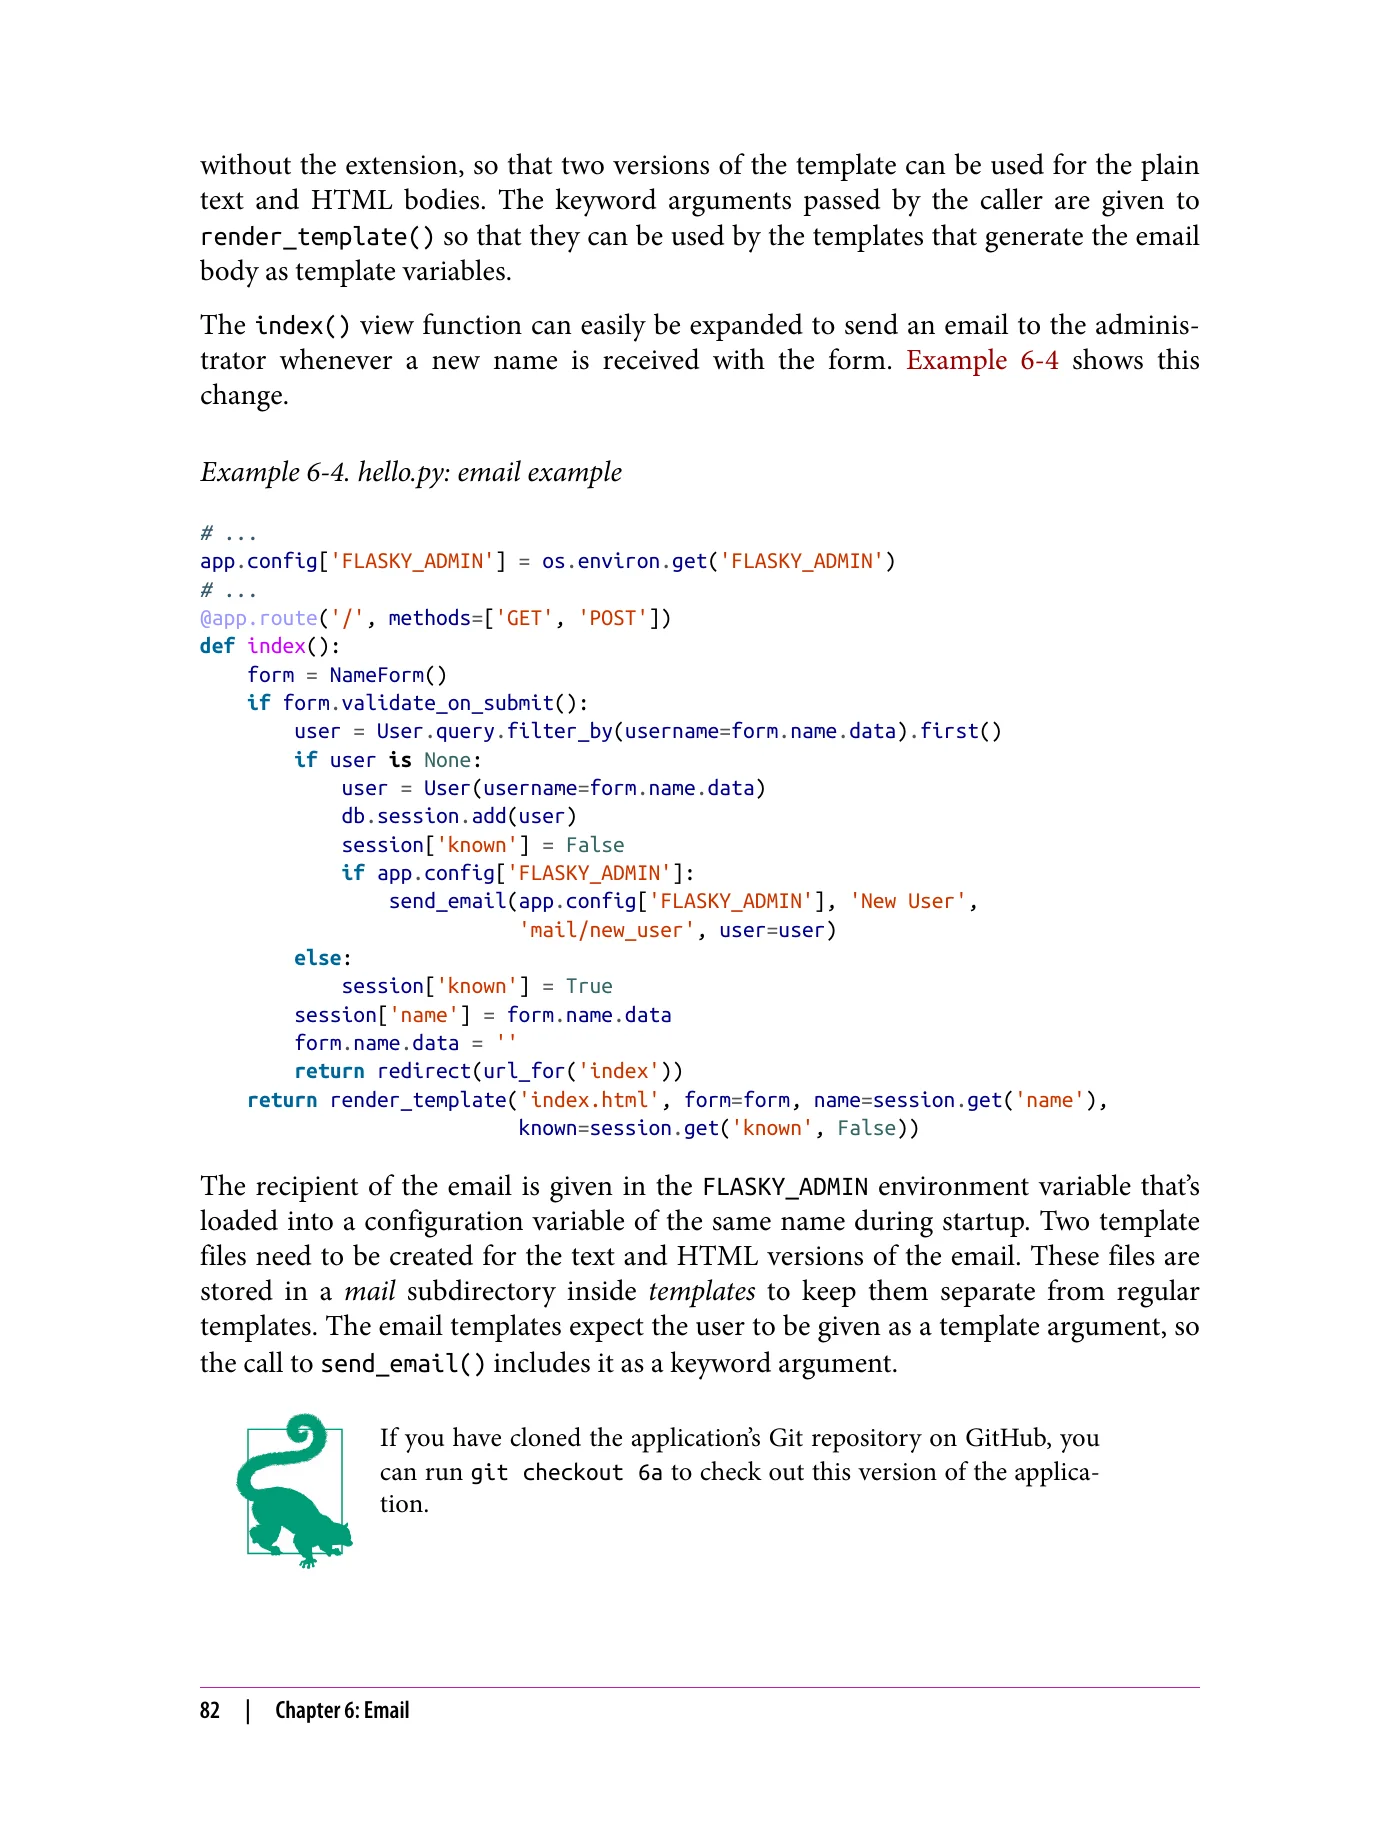 without the extension, so that two versions of the template can be used for the plain
text and HTML bodies. The keyword arguments passed by the caller are given to
render_template() so that they can be used by the templates that generate the email
body as template variables.
The index() view function can easily be expanded to send an email to the adminis-
trator whenever a new name is received with the form. Example 6-4 shows this
change.
Example 6-4. hello.py: email example
# ...
app.config['FLASKY_ADMIN'] = os.environ.get('FLASKY_ADMIN')
# ...
@app.route('/', methods=['GET', 'POST'])
def index():
    form = NameForm()
    if form.validate_on_submit():
        user = User.query.filter_by(username=form.name.data).first()
        if user is None:
            user = User(username=form.name.data)
            db.session.add(user)
            session['known'] = False
            if app.config['FLASKY_ADMIN']:
                send_email(app.config['FLASKY_ADMIN'], 'New User',
                           'mail/new_user', user=user)
        else:
            session['known'] = True
        session['name'] = form.name.data
        form.name.data = ''
        return redirect(url_for('index'))
    return render_template('index.html', form=form, name=session.get('name'),
                           known=session.get('known', False))
The recipient of the email is given in the FLASKY_ADMIN environment variable that’s
loaded into a configuration variable of the same name during startup. Two template
files need to be created for the text and HTML versions of the email. These files are
stored in a mail subdirectory inside templates to keep them separate from regular
templates. The email templates expect the user to be given as a template argument, so
the call to send_email() includes it as a keyword argument.
If you have cloned the application’s Git repository on GitHub, you
can run git checkout 6a to check out this version of the applica-
tion.
82 | Chapter 6: Email